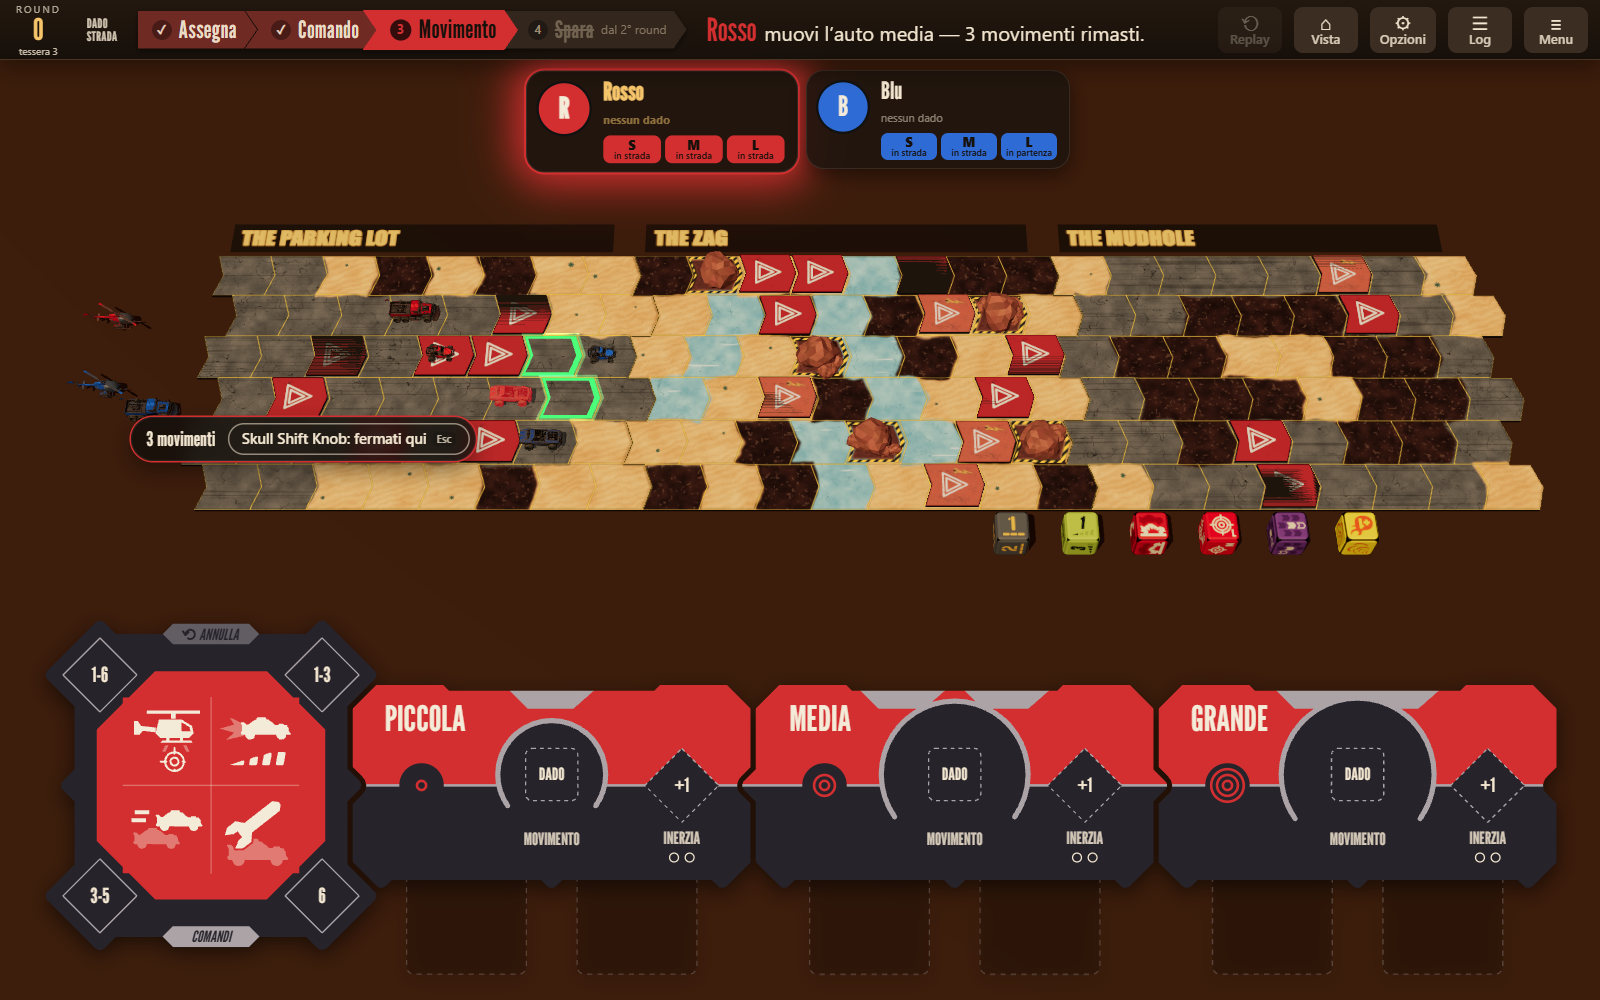 ROUND
0
tessera 3
DADO
STRADA
✓ Assegna
✓ Comando
3 Movimento
4 Spara dal 2° round
Rosso muovi l'auto media — 3 movimenti rimasti.
Replay
Vista
Opzioni
Log
Menu
R
Rosso
nessun dado
S
in strada
M
in strada
L
in strada
B
Blu
nessun dado
S
in strada
M
in strada
L
in partenza
THE PARKING LOT
THE ZAG
THE MUDHOLE
3 movimenti
Skull Shift Knob: fermati qui Esc
1
2
1
ANNULLA
1-6
1-3
3-5
6
COMANDI
PICCOLA
DADO
+1
MOVIMENTO
INERZIA
MEDIA
DADO
+1
MOVIMENTO
INERZIA
GRANDE
DADO
+1
MOVIMENTO
INERZIA